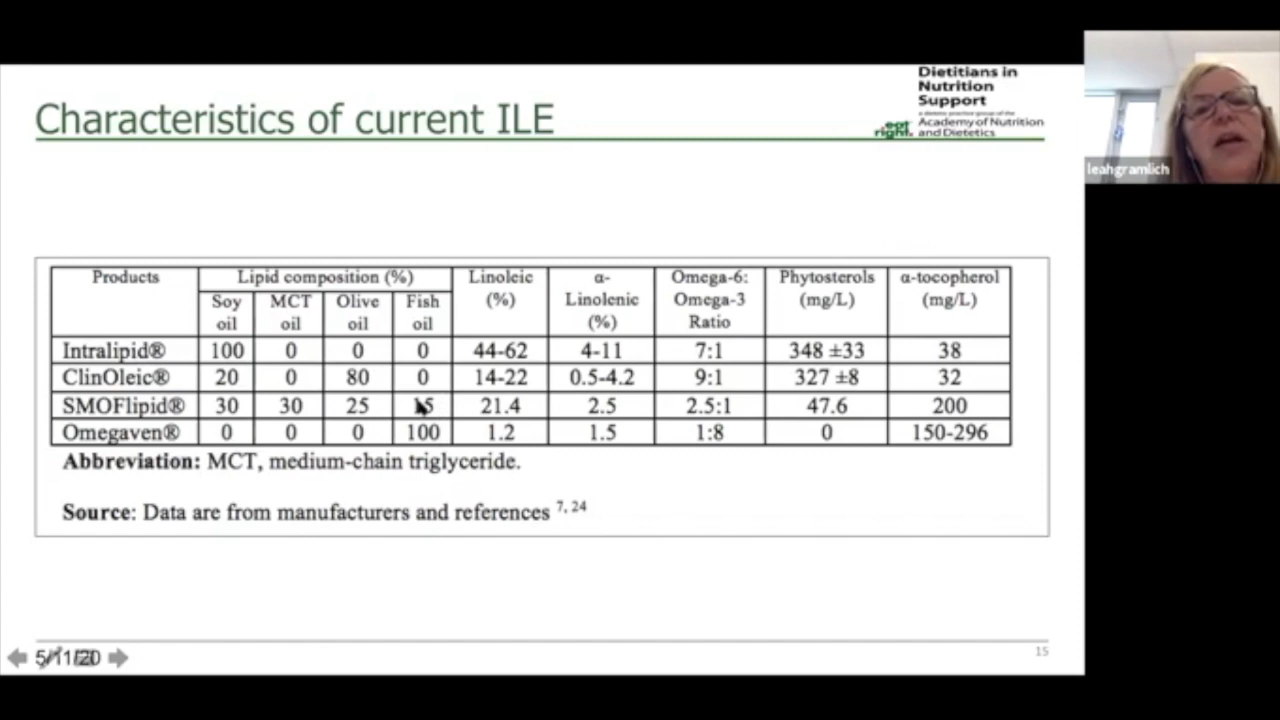 Characteristics of current ILE
Dietitians in
Nutrition
Support
a dietetic practice group of the
eat right. Academy of Nutrition
and Dietetics
leahgramlich
Products Lipid composition (%) Linoleic (%) α-Linolenic (%) Omega-6: Omega-3 Ratio Phytosterols (mg/L) α-tocopherol (mg/L)
Soy oil MCT oil Olive oil Fish oil
Intralipid® 100 0 0 0 44-62 4-11 7:1 348 ±33 38
ClinOleic® 20 0 80 0 14-22 0.5-4.2 9:1 327 ±8 32
SMOFlipid® 30 30 25 5 21.4 2.5 2.5:1 47.6 200
Omegaven® 0 0 0 100 1.2 1.5 1:8 0 150-296
Abbreviation: MCT, medium-chain triglyceride.
Source: Data are from manufacturers and references 7, 24
5/11/20
15